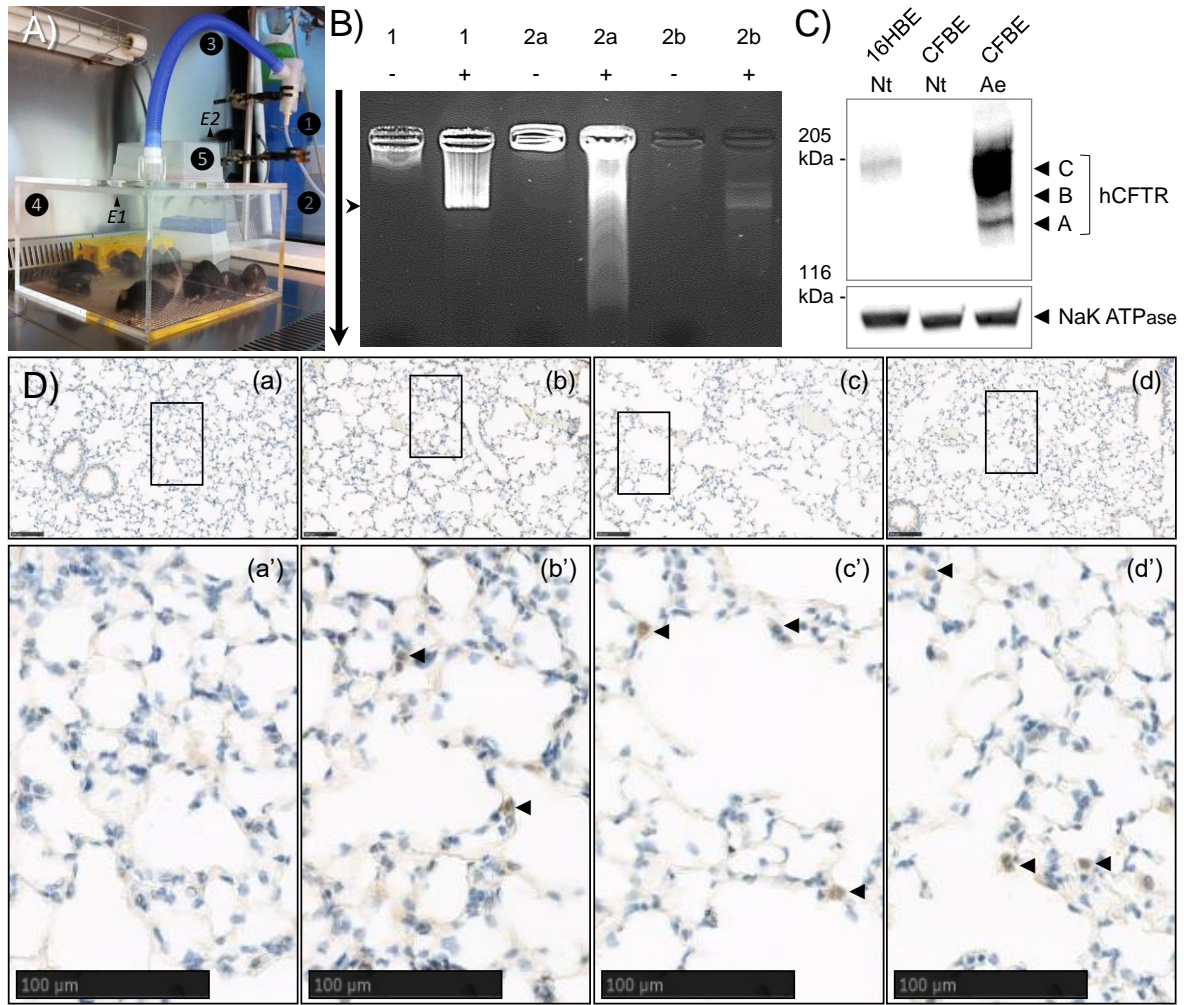 A)
3
E2
1
5
4
2
E1
B)
1 1 2a 2a 2b 2b
- + - + - +
C)
16HBE CFBE CFBE
Nt Nt Ae
205
kDa -
C
B
A
hCFTR
116
kDa -
NaK ATPase
D)
(a) (b) (c) (d)
(a') (b') (c') (d')
100 µm 100 µm 100 µm 100 µm